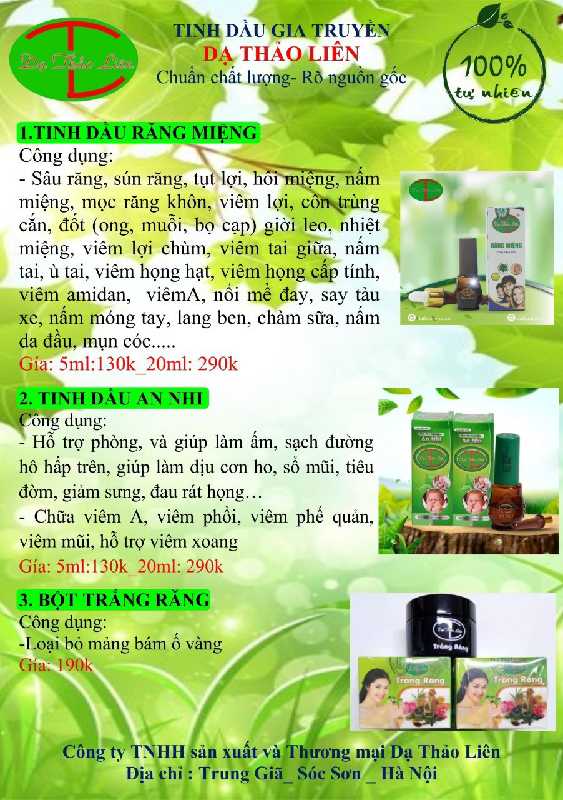 TINH DẦU GIA TRUYỀN
DẠ THẢO LIÊN
Chuẩn chất lượng- Rõ nguồn gốc
Dạ Thảo Liên
100%
tự nhiên
1.TINH DẦU RĂNG MIỆNG
Công dụng:
- Sâu răng, sún răng, tụt lợi, hôi miệng, nấm
miệng, mọc răng khôn, viêm lợi, côn trùng
cắn, đốt (ong, muỗi, bọ cạp) giời leo, nhiệt
miệng, viêm lợi chùm, viêm tai giữa, nấm
tai, ù tai, viêm họng hạt, viêm họng cấp tính,
viêm amidan, viêmA, nổi mề đay, say tàu
xe, nấm móng tay, lang ben, chàm sữa, nấm
da đầu, mụn cóc.....
Gía: 5ml:130k_20ml: 290k
RĂNG MIỆNG
2. TINH DẦU AN NHI
Công dụng:
- Hỗ trợ phòng, và giúp làm ấm, sạch đường
hô hấp trên, giúp làm dịu cơn ho, sổ mũi, tiêu
đờm, giảm sưng, đau rát họng…
- Chữa viêm A, viêm phổi, viêm phế quản,
viêm mũi, hỗ trợ viêm xoang
Gía: 5ml:130k_20ml: 290k
3. BỘT TRẮNG RĂNG
Công dụng:
-Loại bỏ mảng bám ố vàng
Gía: 190k
Dạ Thảo Liên
Trắng Răng
Trắng Răng
Trắng Răng
Công ty TNHH sản xuất và Thương mại Dạ Thảo Liên
Địa chỉ : Trung Giã_ Sóc Sơn _ Hà Nội